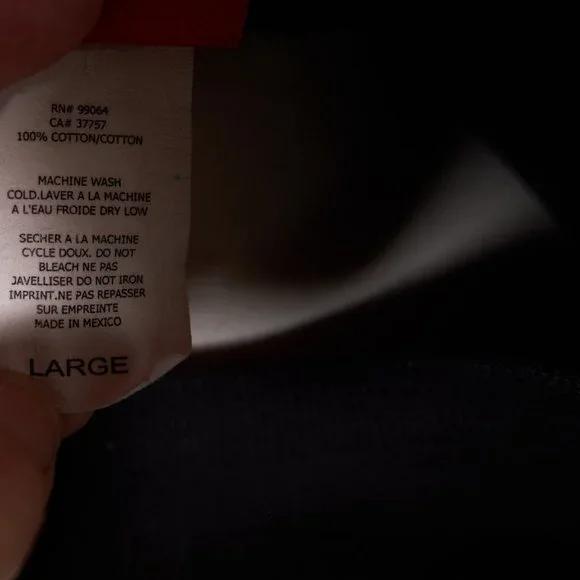 RN# 99064
CA# 37757
100% COTTON/COTTON
MACHINE WASH
COLD.LAVER A LA MACHINE
A L'EAU FROIDE DRY LOW
SECHER A LA MACHINE
CYCLE DOUX. DO NOT
BLEACH NE PAS
JAVELLISER DO NOT IRON
IMPRINT.NE PAS REPASSER
SUR EMPREINTE
MADE IN MEXICO
LARGE